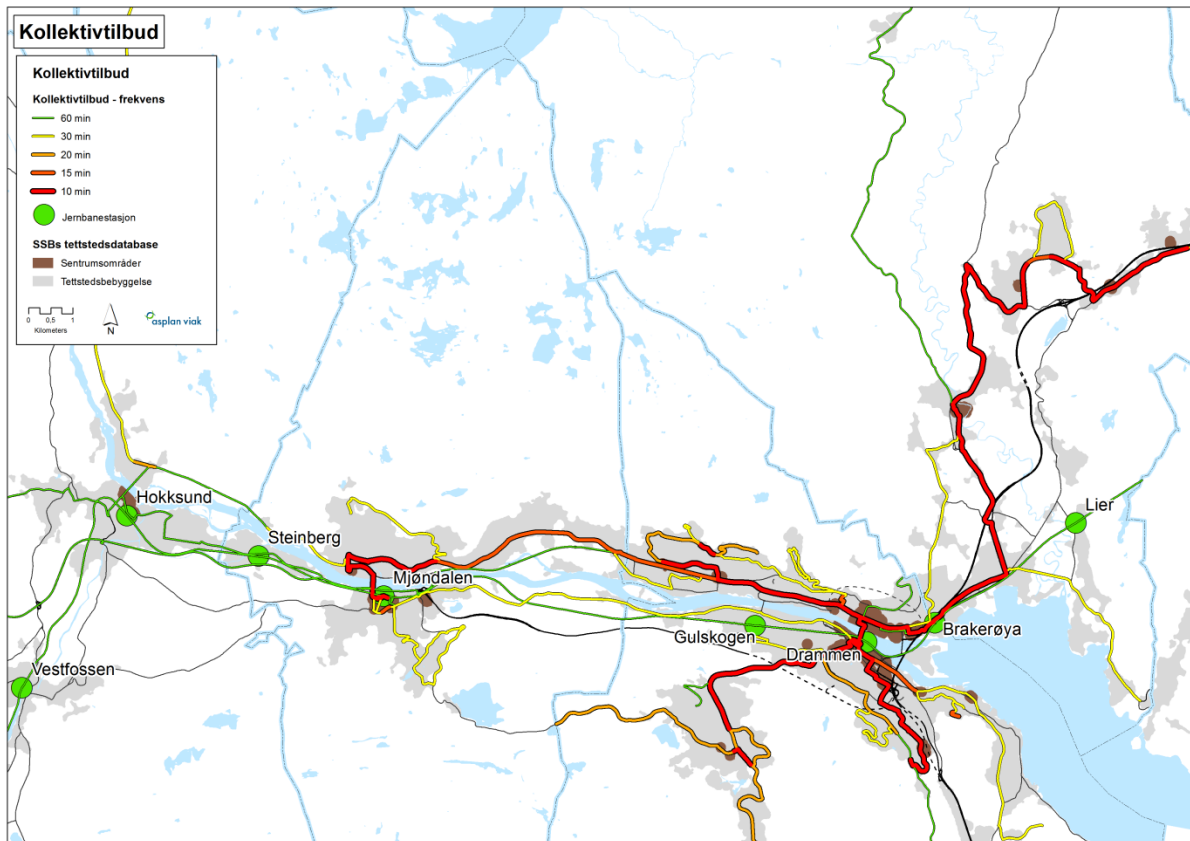 Kollektivtilbud
Kollektivtilbud
Kollektivtilbud - frekvens
60 min
30 min
20 min
15 min
10 min
Jernbanestasjon
SSBs tettstedsdatabase
Sentrumsområder
Tettstedsbebyggelse
0 0,5 1
Kilometers
N
asplan viak
Hokksund
Steinberg
Mjøndalen
Vestfossen
Gulskogen
Drammen
Brakerøya
Lier